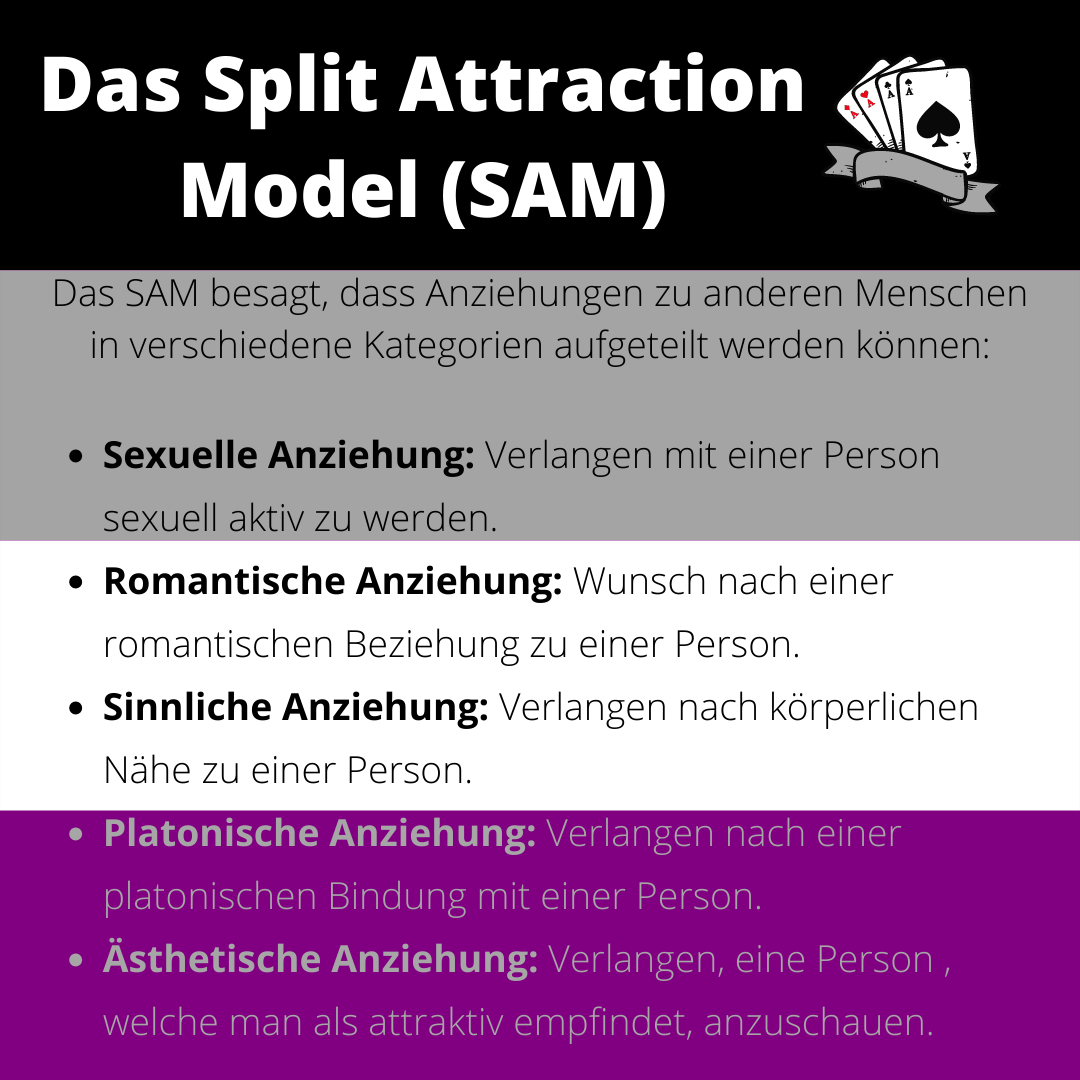 Das Split Attraction
Model (SAM)
A
A
A
A
A
Das SAM besagt, dass Anziehungen zu anderen Menschen
in verschiedene Kategorien aufgeteilt werden können:
• Sexuelle Anziehung: Verlangen mit einer Person
sexuell aktiv zu werden.
• Romantische Anziehung: Wunsch nach einer
romantischen Beziehung zu einer Person.
• Sinnliche Anziehung: Verlangen nach körperlichen
Nähe zu einer Person.
• Platonische Anziehung: Verlangen nach einer
platonischen Bindung mit einer Person.
• Ästhetische Anziehung: Verlangen, eine Person ,
welche man als attraktiv empfindet, anzuschauen.